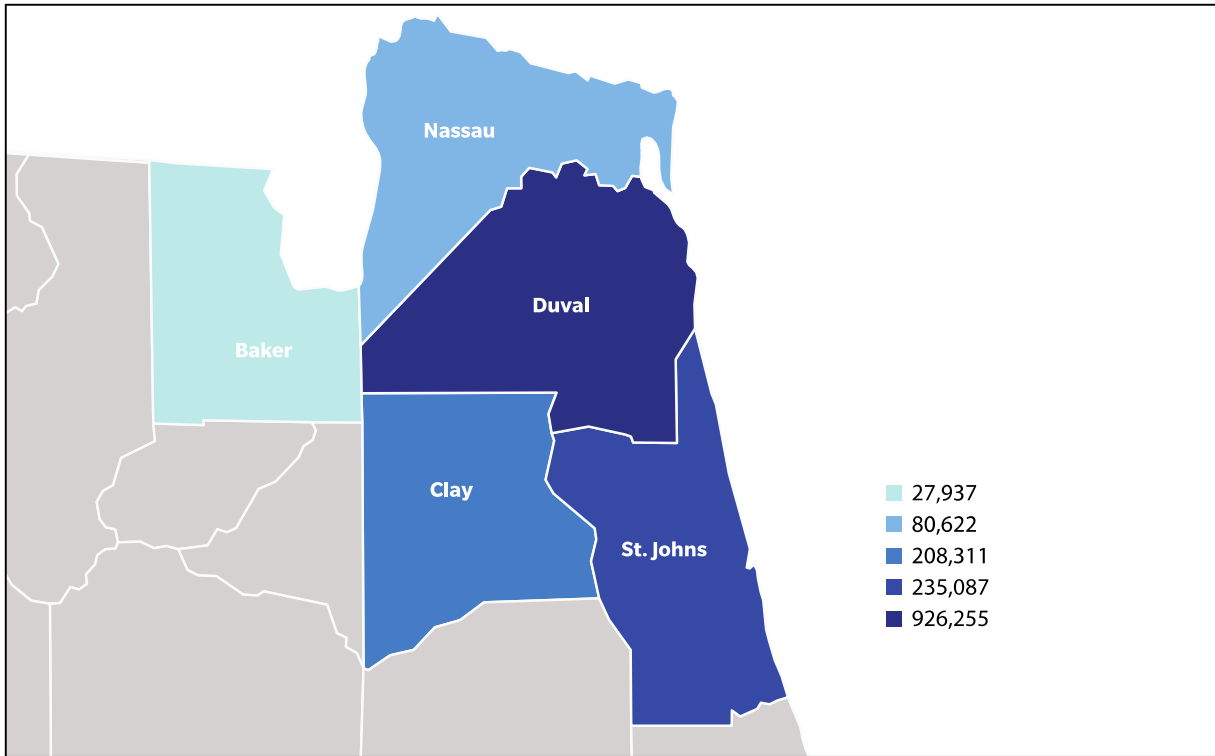 Nassau
Duval
Baker
Clay
St. Johns
27,937
80,622
208,311
235,087
926,255